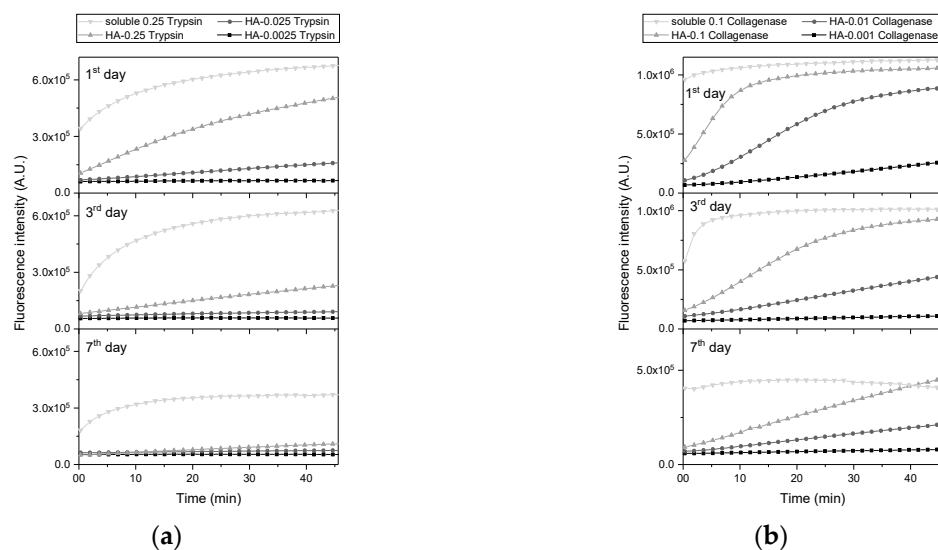 soluble 0.25 Trypsin HA-0.025 Trypsin
HA-0.25 Trypsin HA-0.0025 Trypsin
1st day
6.0x10^5
3.0x10^5
0.0
3rd day
6.0x10^5
3.0x10^5
0.0
7th day
6.0x10^5
3.0x10^5
0.0
Fluorescence intensity (A.U.)
00 10 20 30 40
Time (min)
(a)
soluble 0.1 Collagenase HA-0.01 Collagenase
HA-0.1 Collagenase HA-0.001 Collagenase
1st day
1.0x10^6
5.0x10^5
0.0
3rd day
1.0x10^6
5.0x10^5
0.0
7th day
5.0x10^5
0.0
Fluorescence intensity (A.U.)
00 10 20 30 40
Time (min)
(b)